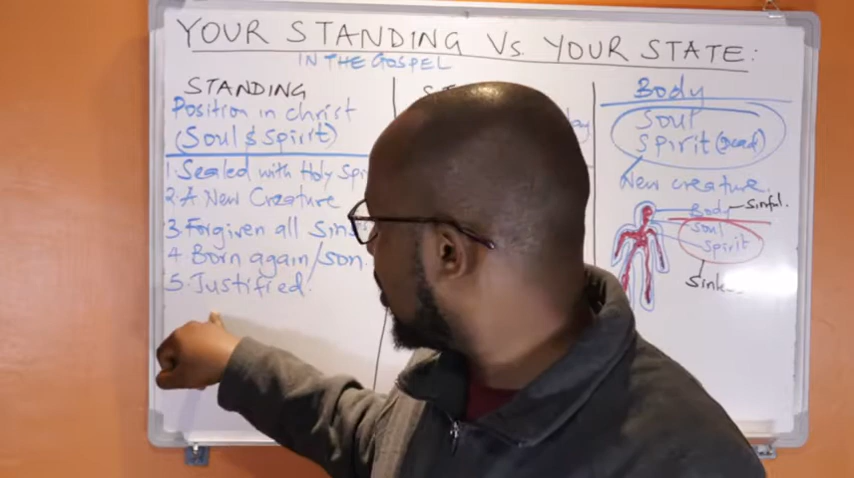 YOUR STANDING Vs. YOUR STATE:
IN THE GOSPEL
STANDING
Position in christ
(Soul & Spirit)
1. Sealed with Holy Spi
2. A New Creature
3 Forgiven all Sins
4 Born again/son
5. Justified.
Body
Soul
Spirit (dead)
New creature.
Body - Sinful.
Soul
Spirit